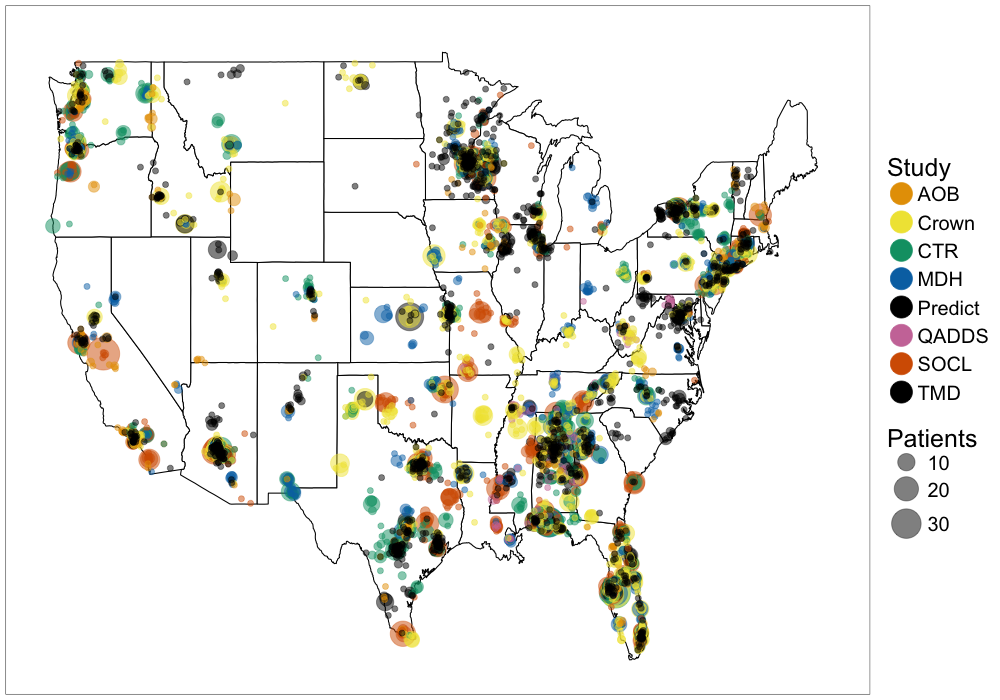 Study
AOB
Crown
CTR
MDH
Predict
QADDS
SOCL
TMD
Patients
10
20
30